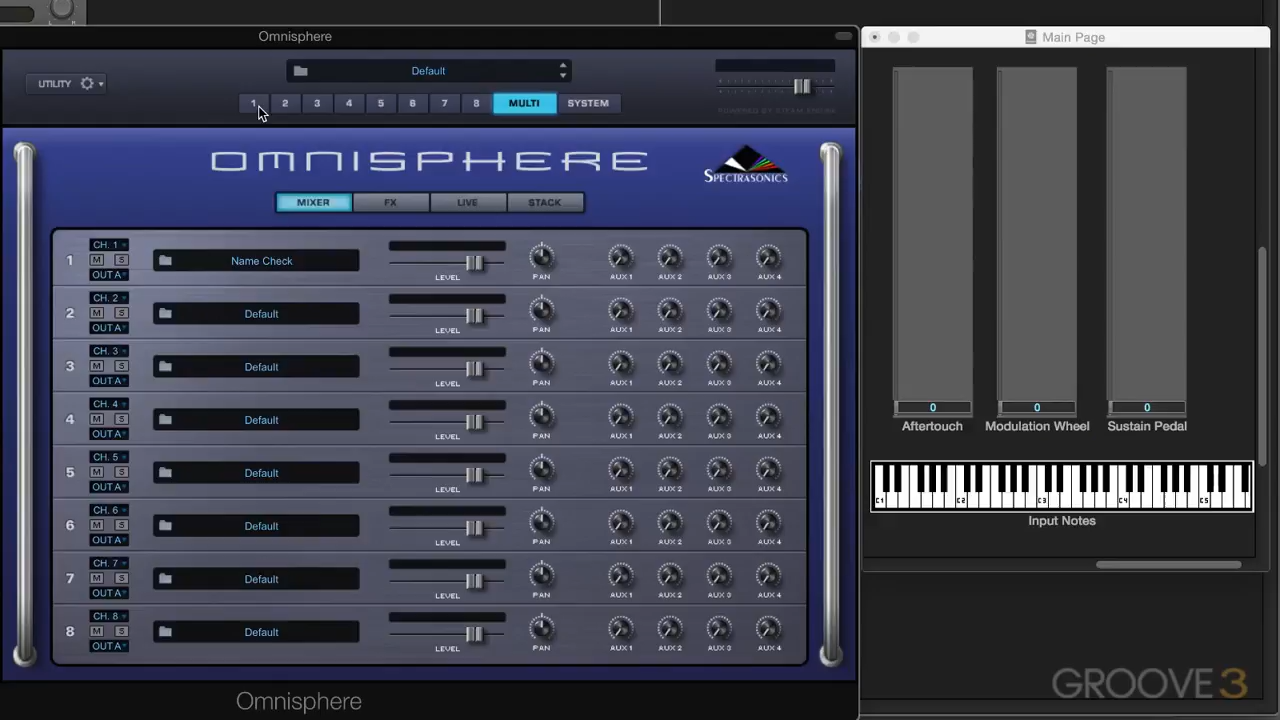 Omnisphere
Main Page
UTILITY
Default
1 2 3 4 5 6 7 8 MULTI SYSTEM
POWERED BY STEAM ENGINE
OMNISPHERE
SPECTRASONICS
MIXER FX LIVE STACK
1 CH. 1 M S OUT A Name Check LEVEL PAN AUX 1 AUX 2 AUX 3 AUX 4
2 CH. 2 M S OUT A Default LEVEL PAN AUX 1 AUX 2 AUX 3 AUX 4
3 CH. 3 M S OUT A Default LEVEL PAN AUX 1 AUX 2 AUX 3 AUX 4
4 CH. 4 M S OUT A Default LEVEL PAN AUX 1 AUX 2 AUX 3 AUX 4
5 CH. 5 M S OUT A Default LEVEL PAN AUX 1 AUX 2 AUX 3 AUX 4
6 CH. 6 M S OUT A Default LEVEL PAN AUX 1 AUX 2 AUX 3 AUX 4
7 CH. 7 M S OUT A Default LEVEL PAN AUX 1 AUX 2 AUX 3 AUX 4
8 CH. 8 M S OUT A Default LEVEL PAN AUX 1 AUX 2 AUX 3 AUX 4
Omnisphere
0 0 0
Aftertouch Modulation Wheel Sustain Pedal
C1 C2 C3 C4 C5
Input Notes
GROOVE 3